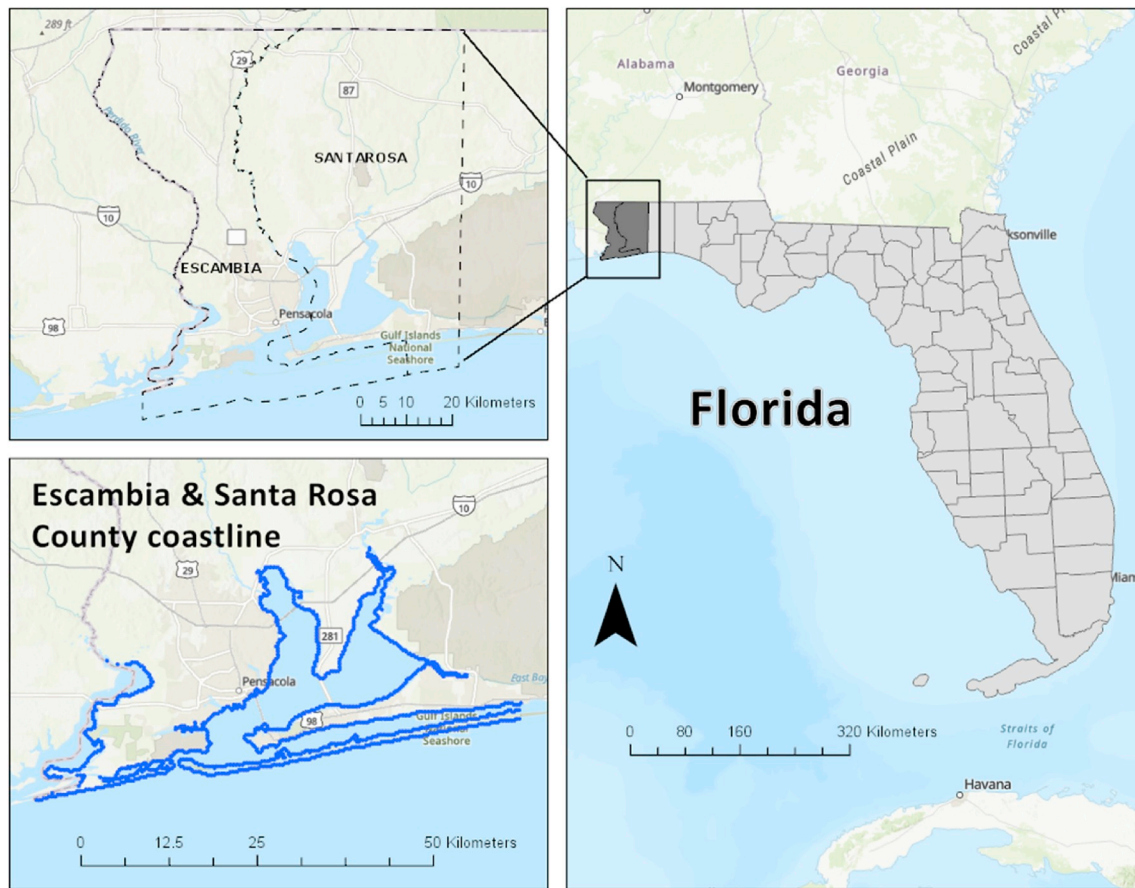 289 ft
29
87
Perdido River
SANTAROSA
10
10
ESCAMBIA
98
Pensacola
Gulf Islands
National
Seashore
0 5 10 20 Kilometers
Escambia & Santa Rosa
County coastline
10
29
281
Pensacola
East Bay
98
Gulf Islands
Seashore
0 12.5 25 50 Kilometers
Coastal Plain
Alabama
Georgia
Montgomery
Coastal Plain
ksonville
Florida
N
Miam
0 80 160 320 Kilometers
Straits of
Florida
Havana